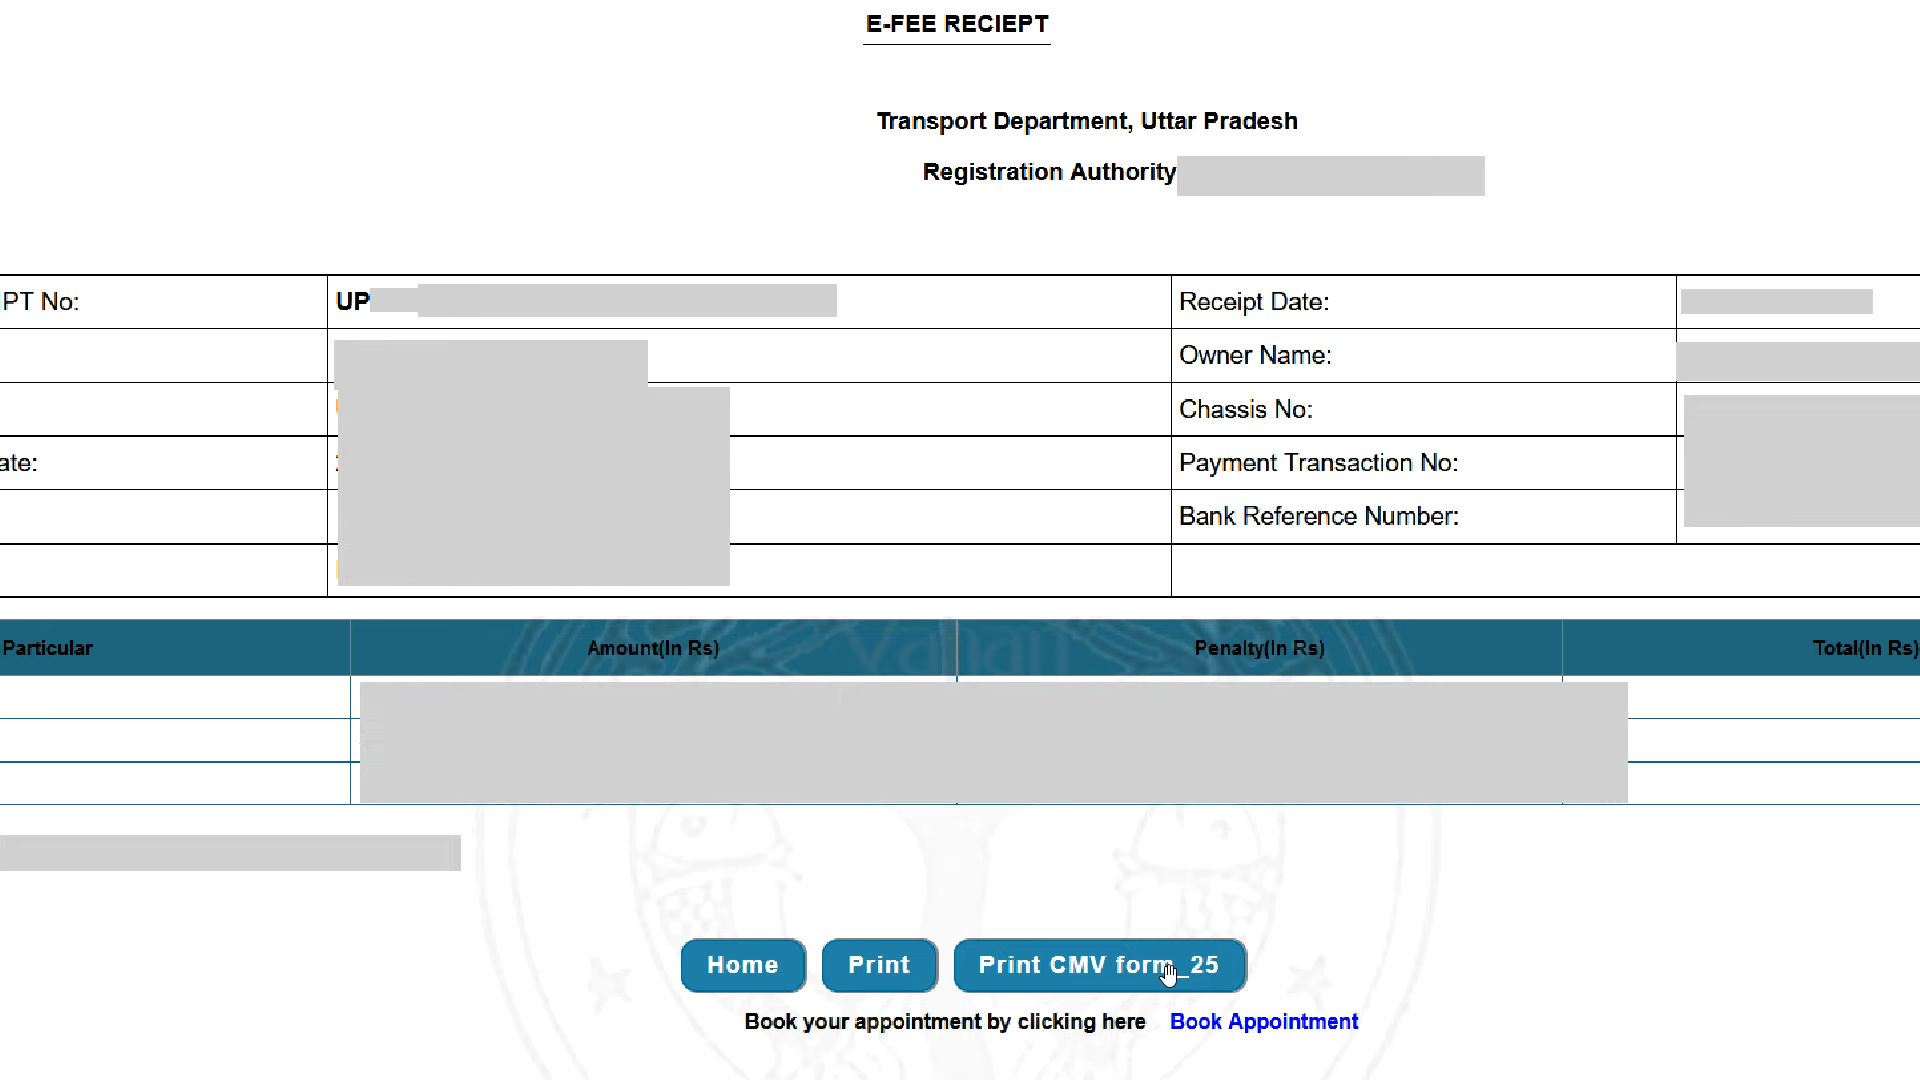 E-FEE RECIEPT
Transport Department, Uttar Pradesh
Registration Authority
PT No:
UP
Receipt Date:
Owner Name:
Chassis No:
ate:
Payment Transaction No:
Bank Reference Number:
Particular
Amount(In Rs)
Penalty(In Rs)
Total(In Rs)
vahan
Home
Print
Print CMV form_25
Book your appointment by clicking here Book Appointment